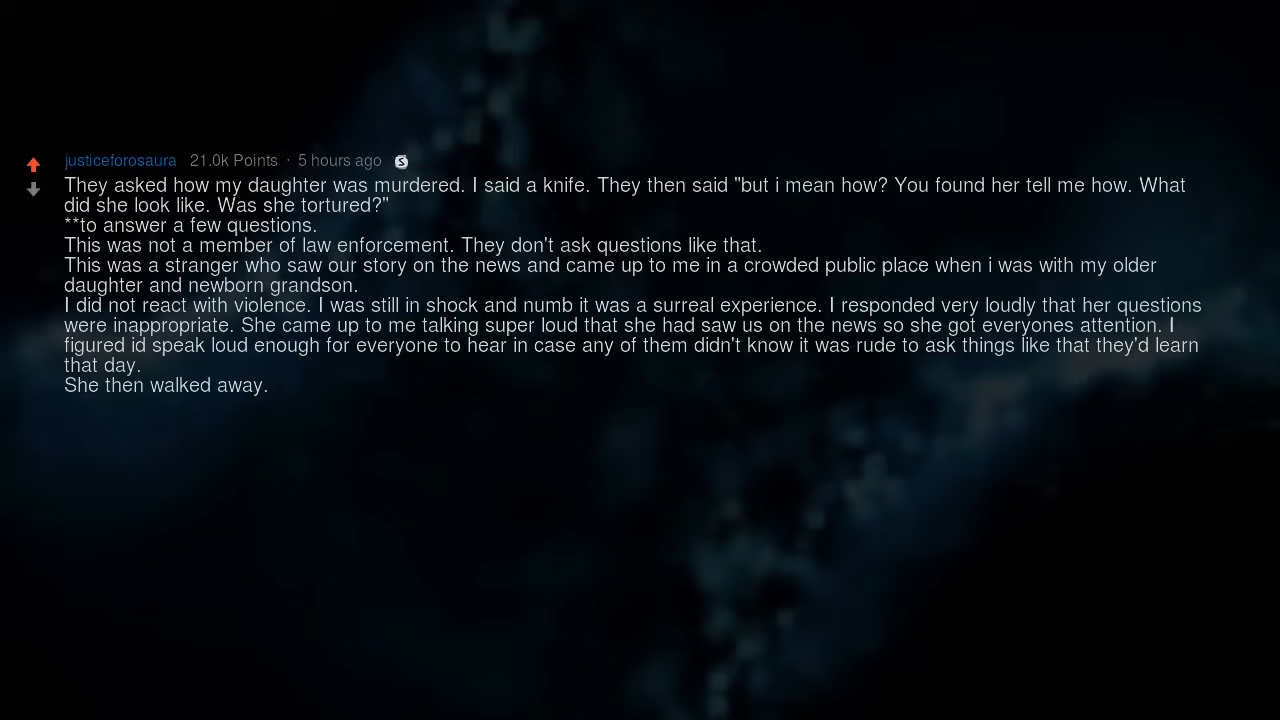 justiceforosaura 21.0k Points · 5 hours ago S
They asked how my daughter was murdered. I said a knife. They then said "but i mean how? You found her tell me how. What
did she look like. Was she tortured?"
**to answer a few questions.
This was not a member of law enforcement. They don't ask questions like that.
This was a stranger who saw our story on the news and came up to me in a crowded public place when i was with my older
daughter and newborn grandson.
I did not react with violence. I was still in shock and numb it was a surreal experience. I responded very loudly that her questions
were inappropriate. She came up to me talking super loud that she had saw us on the news so she got everyones attention. I
figured id speak loud enough for everyone to hear in case any of them didn't know it was rude to ask things like that they'd learn
that day.
She then walked away.